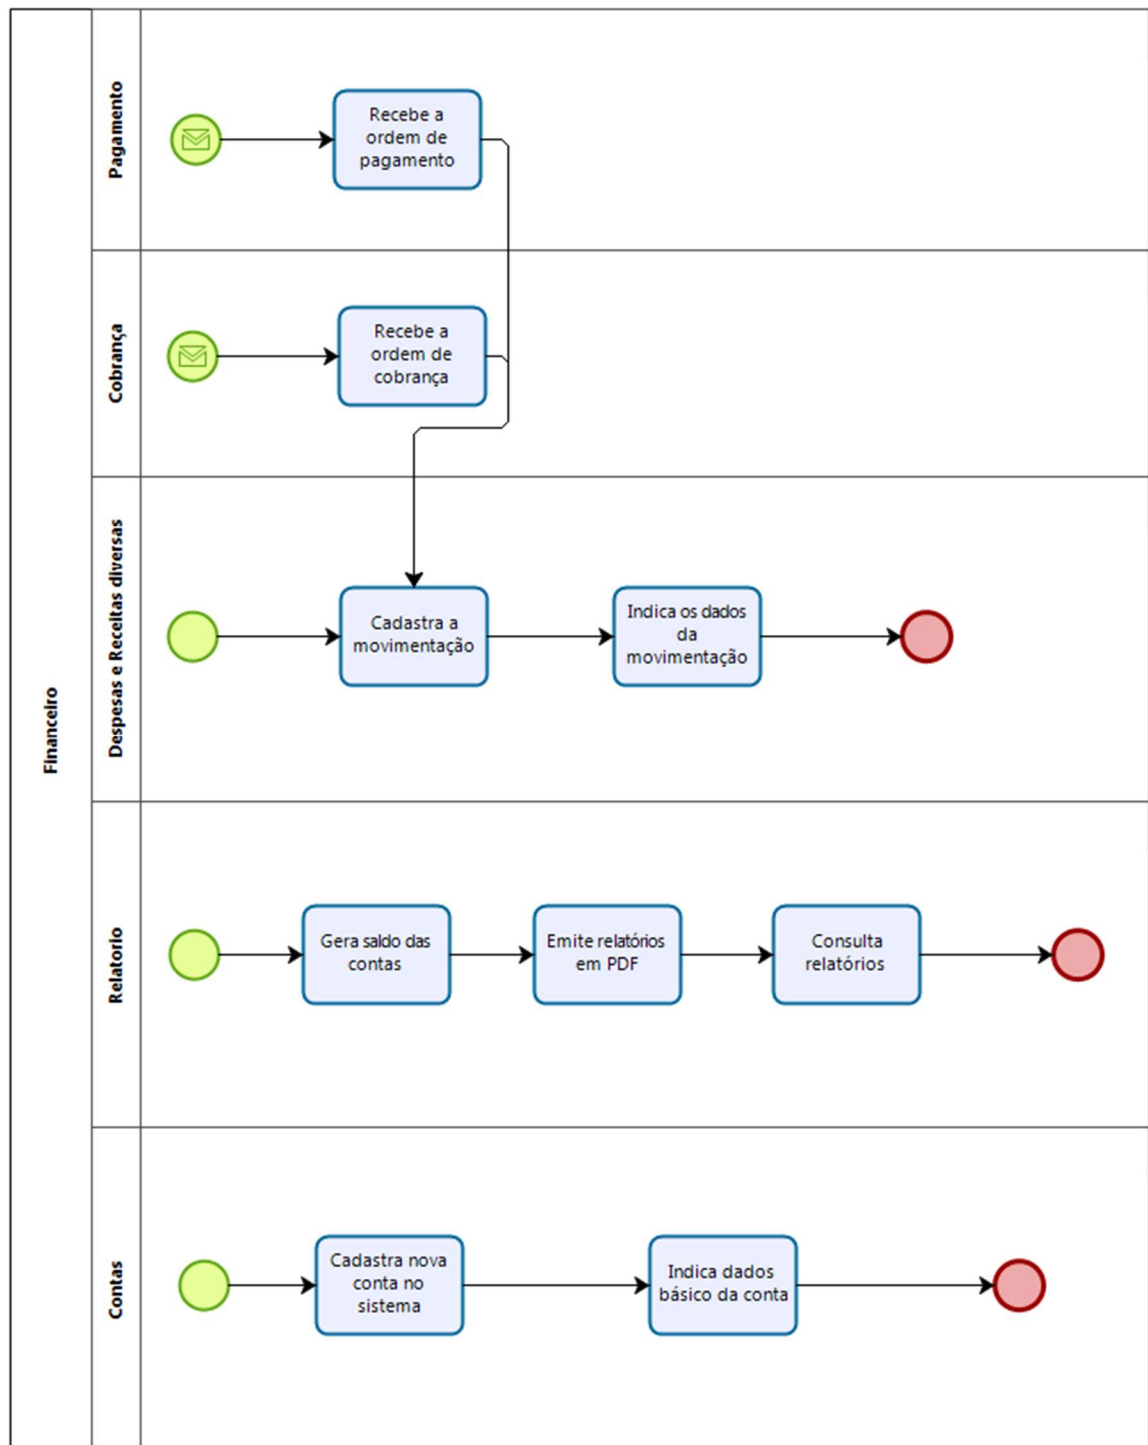 Financeiro
Pagamento
Recebe a
ordem de
pagamento
Cobrança
Recebe a
ordem de
cobrança
Despesas e Receitas diversas
Cadastra a
movimentação
Indica os dados
da
movimentação
Relatorio
Gera saldo das
contas
Emite relatórios
em PDF
Consulta
relatórios
Contas
Cadastra nova
conta no
sistema
Indica dados
básico da conta